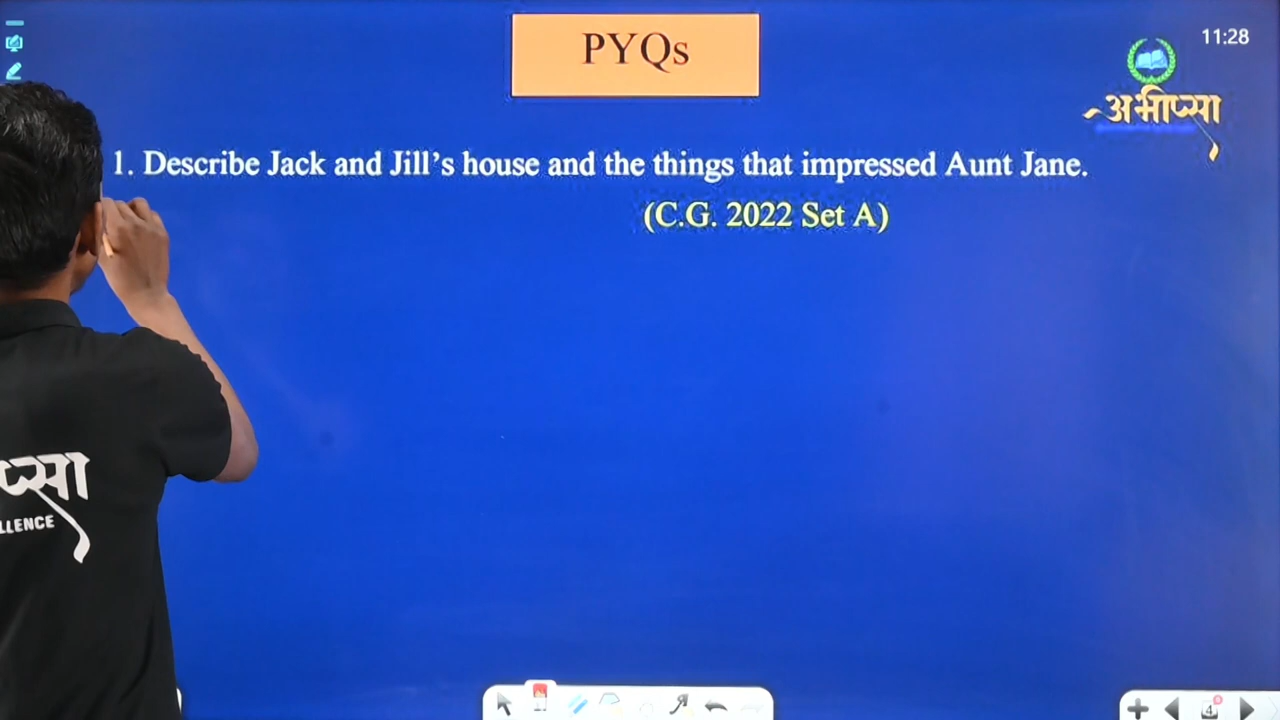 PYQs
11:28
अभीप्सा
1. Describe Jack and Jill’s house and the things that impressed Aunt Jane.
(C.G. 2022 Set A)
प्सा
LLENCE
4